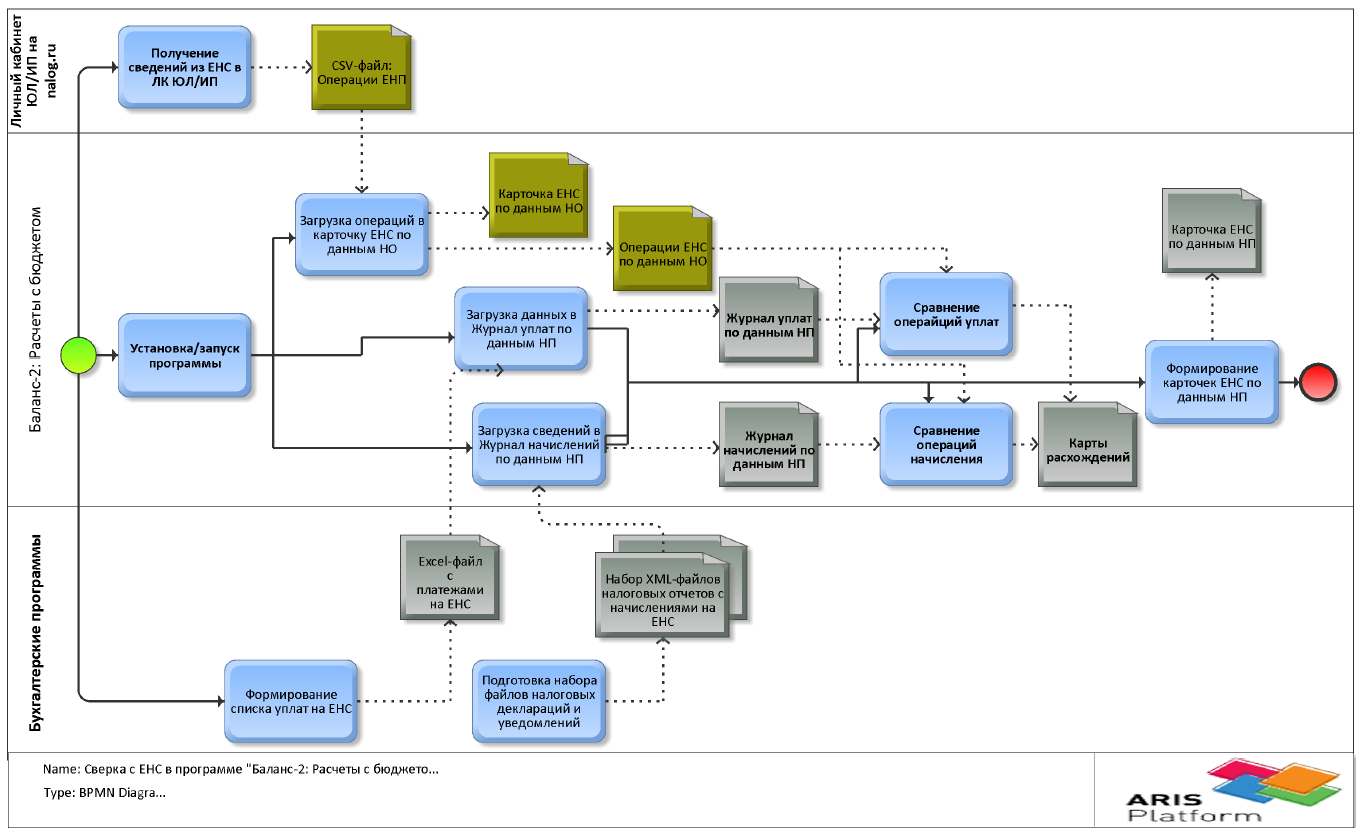 Личный кабинет
ЮЛ/ИП на
nalog.ru
Получение
сведений из ЕНС в
ЛК ЮЛ/ИП
CSV-файл:
Операции ЕНП
Баланс-2: Расчеты с бюджетом
Установка/запуск
программы
Загрузка операций в
карточку ЕНС по
данным НО
Карточка ЕНС
по данным НО
Операции ЕНС
по данным НО
Загрузка данных в
Журнал уплат по
данным НП
Журнал уплат
по данным НП
Сравнение
операйций уплат
Карточка ЕНС
по данным НП
Формирование
карточек ЕНС по
данным НП
Загрузка сведений в
Журнал начислений
по данным НП
Журнал
начислений по
данным НП
Сравнение
операций
начисления
Карты
расхождений
Бухгалтерские программы
Excel-файл
с
платежами
на ЕНС
Набор XML-файлов
налоговых отчетов с
начислениями на
ЕНС
Формирование
списка уплат на ЕНС
Подготовка набора
файлов налоговых
деклараций и
уведомлений
Name: Сверка с ЕНС в программе "Баланс-2: Расчеты с бюджето...
Type: BPMN Diagra...
ARIS
Platform